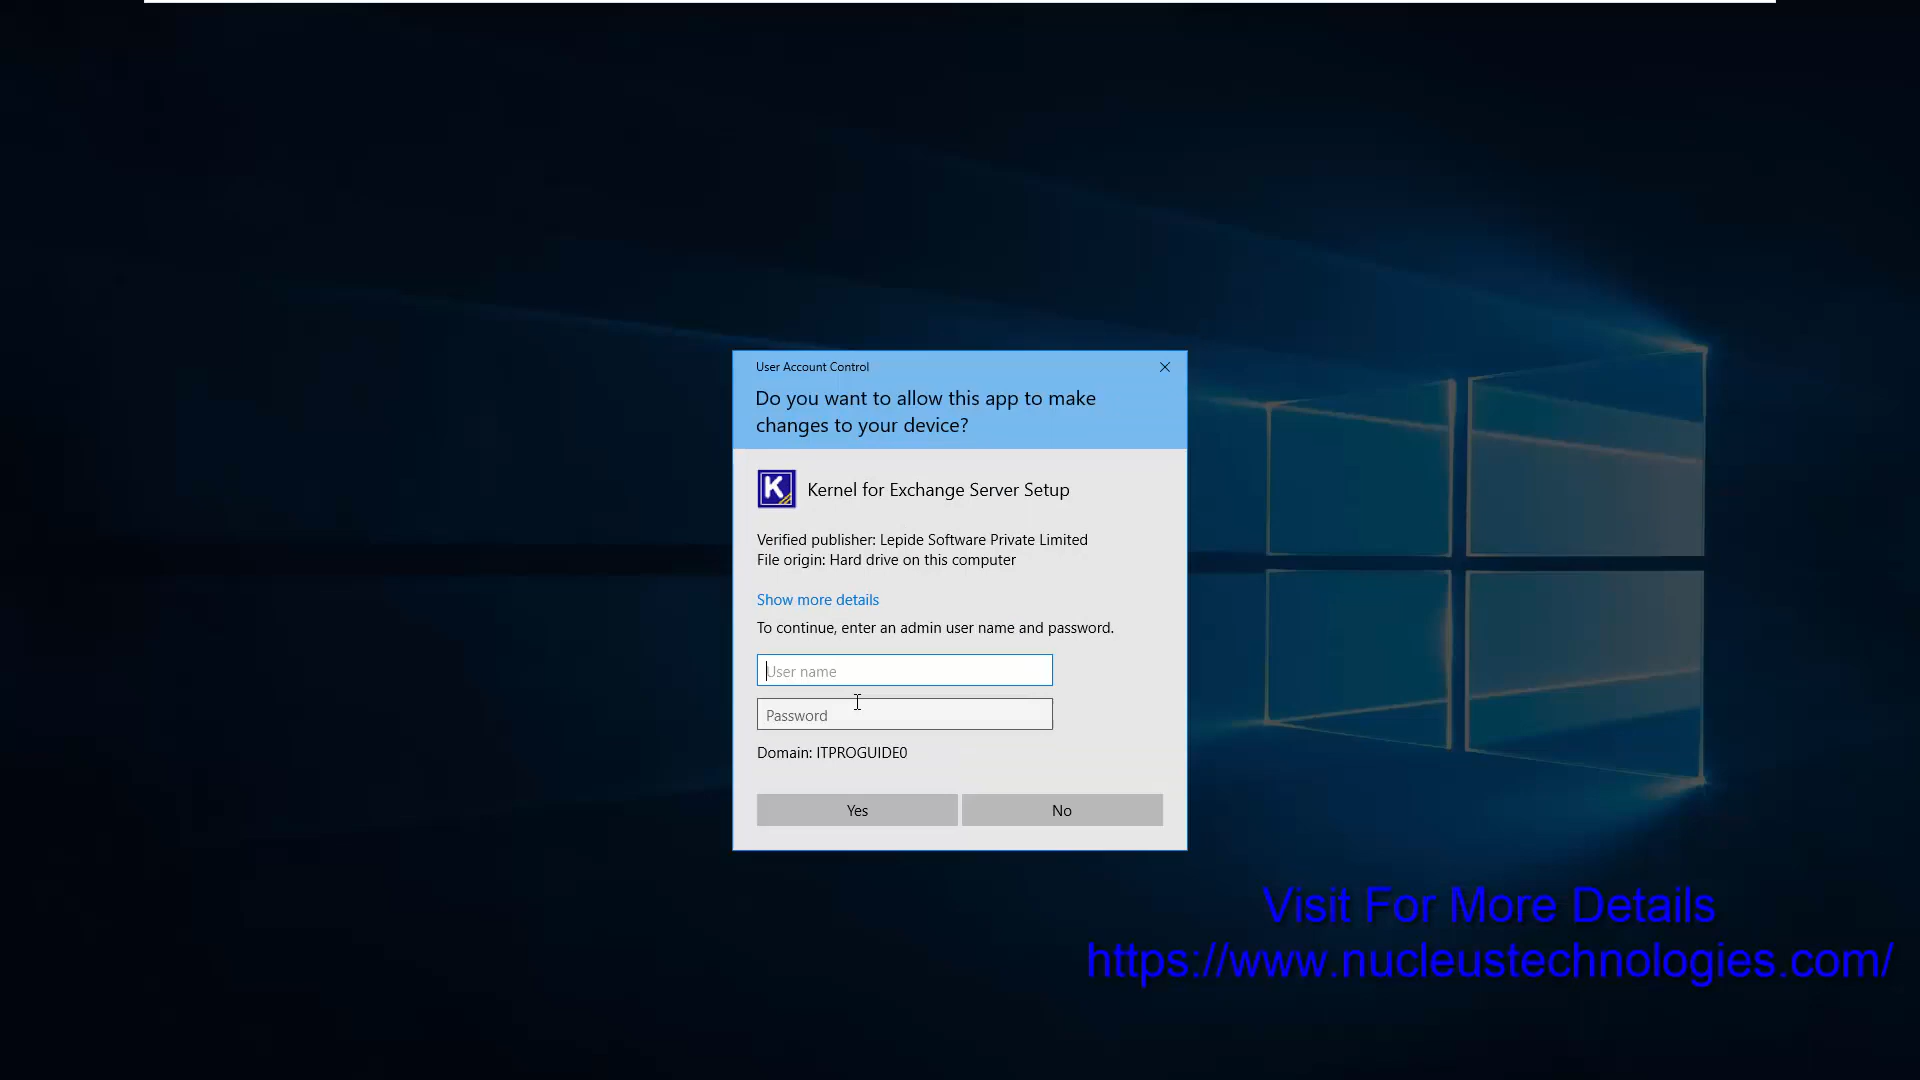 User Account Control
Do you want to allow this app to make
changes to your device?
K
Kernel for Exchange Server Setup
Verified publisher: Lepide Software Private Limited
File origin: Hard drive on this computer
Show more details
To continue, enter an admin user name and password.
User name
Password
Domain: ITPROGUIDE0
Yes
No
Visit For More Details
https://www.nucleustechnologies.com/